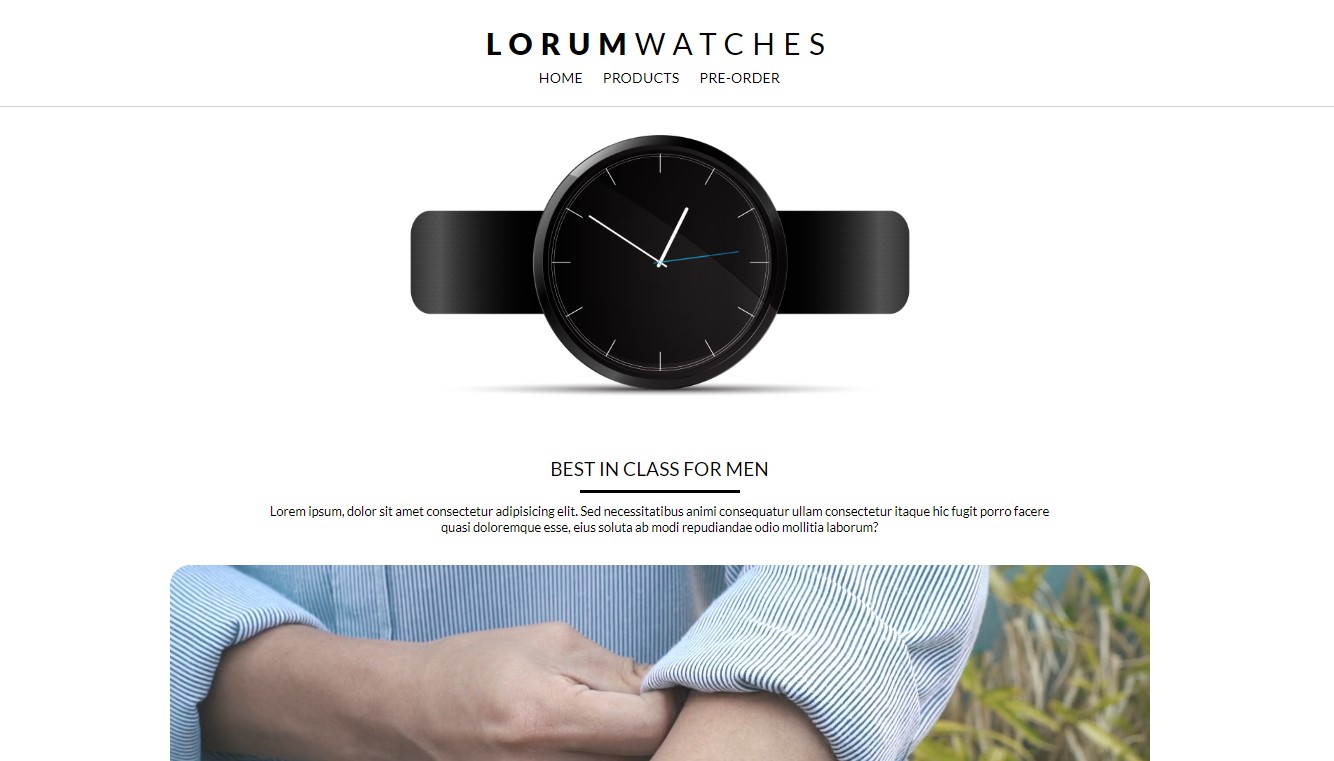 LORUMWATCHES
HOME PRODUCTS PRE-ORDER
BEST IN CLASS FOR MEN
Lorem ipsum, dolor sit amet consectetur adipisicing elit. Sed necessitatibus animi consequatur ullam consectetur itaque hic fugit porro facere
quasi doloremque esse, eius soluta ab modi repudiandae odio mollitia laborum?